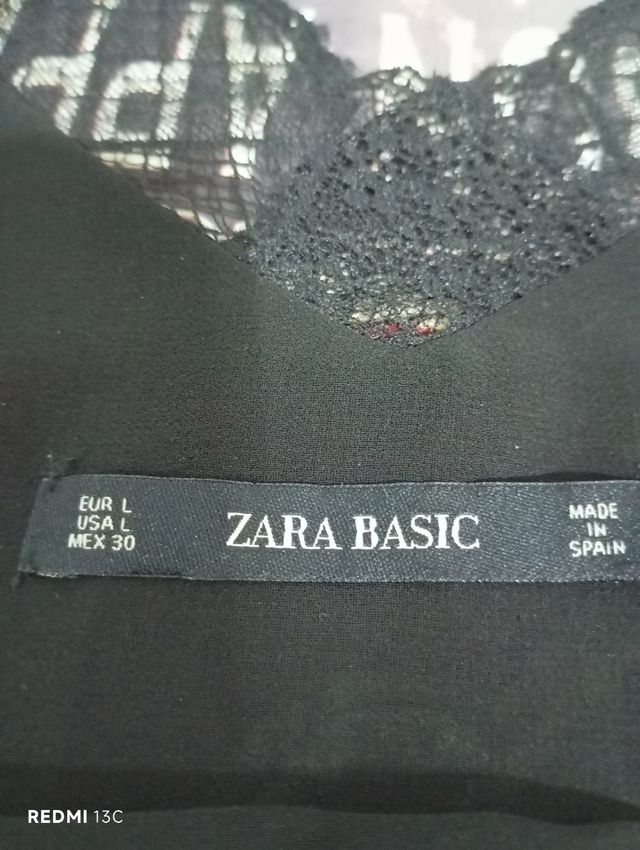 EUR L
USA L
MEX 30
ZARA BASIC
MADE
IN
SPAIN
REDMI 13C